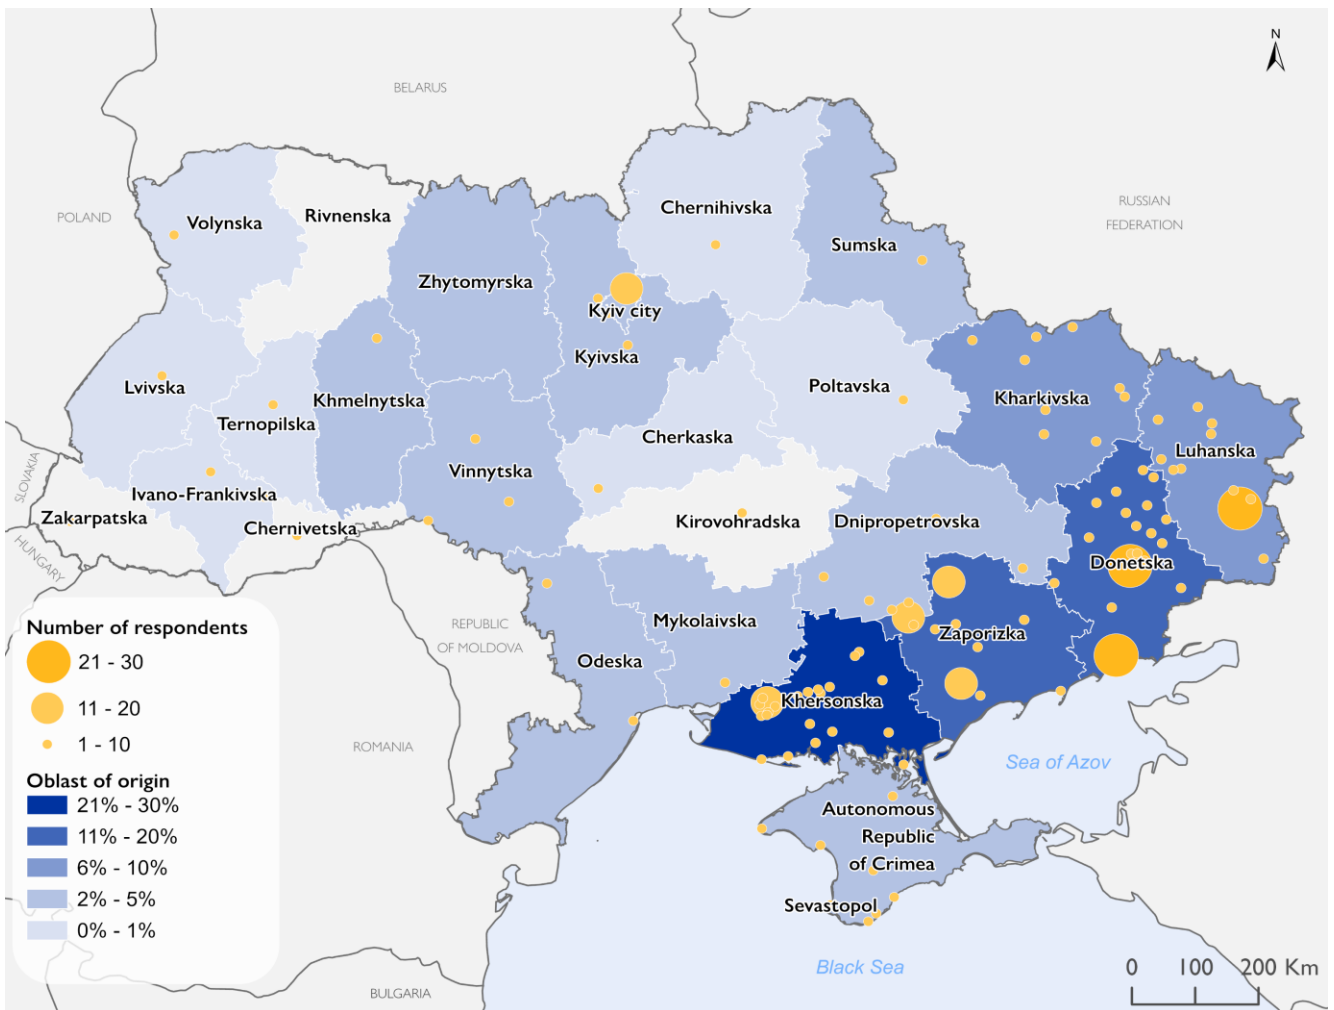 N
BELARUS
POLAND
RUSSIAN
FEDERATION
Volynska
Rivnenska
Chernihivska
Sumska
Zhytomyrska
Kyiv city
Kyivska
Lvivska
Ternopilska
Khmelnytska
Poltavska
Kharkivska
Cherkaska
Luhanska
SLOVAKIA
Vinnytska
Ivano-Frankivska
Zakarpatska
Chernivetska
Kirovohradska
Dnipropetrovska
HUNGARY
Donetska
REPUBLIC
OF MOLDOVA
Mykolaivska
Zaporizka
Odeska
Khersonska
ROMANIA
Sea of Azov
Autonomous
Republic
of Crimea
Sevastopol
Black Sea
BULGARIA
Number of respondents
21 - 30
11 - 20
1 - 10
Oblast of origin
21% - 30%
11% - 20%
6% - 10%
2% - 5%
0% - 1%
0 100 200 Km